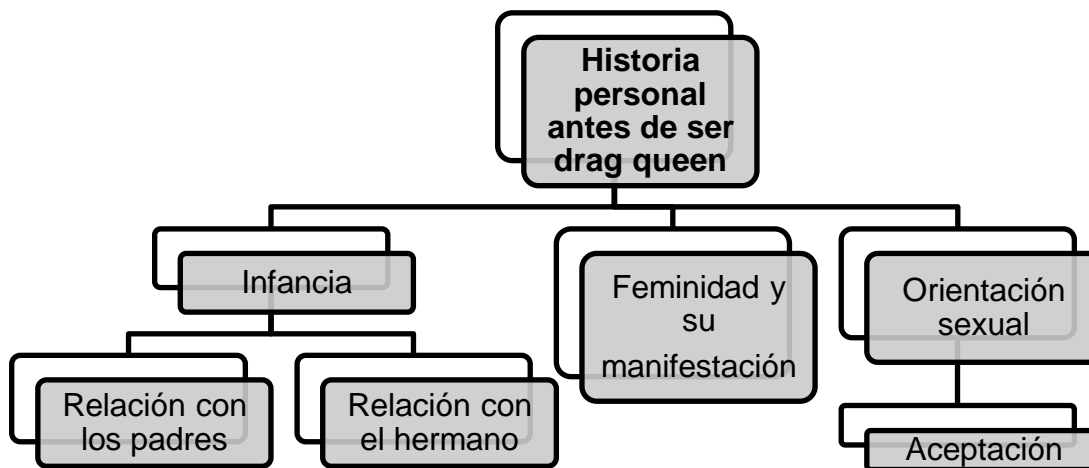 Historia
personal
antes de ser
drag queen
Infancia
Feminidad y
su
manifestación
Orientación
sexual
Relación con
los padres
Relación con
el hermano
Aceptación